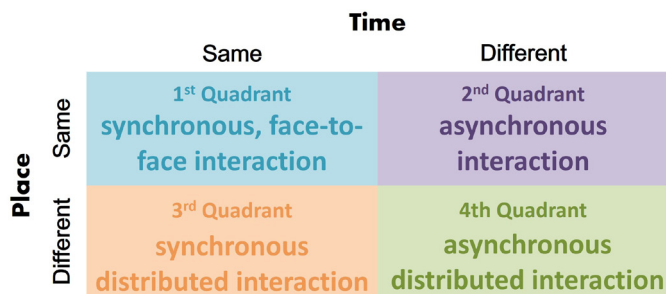 Time
Same Different
Place
Same
1st Quadrant
synchronous, face-to-
face interaction
2nd Quadrant
asynchronous
interaction
Different
3rd Quadrant
synchronous
distributed interaction
4th Quadrant
asynchronous
distributed interaction